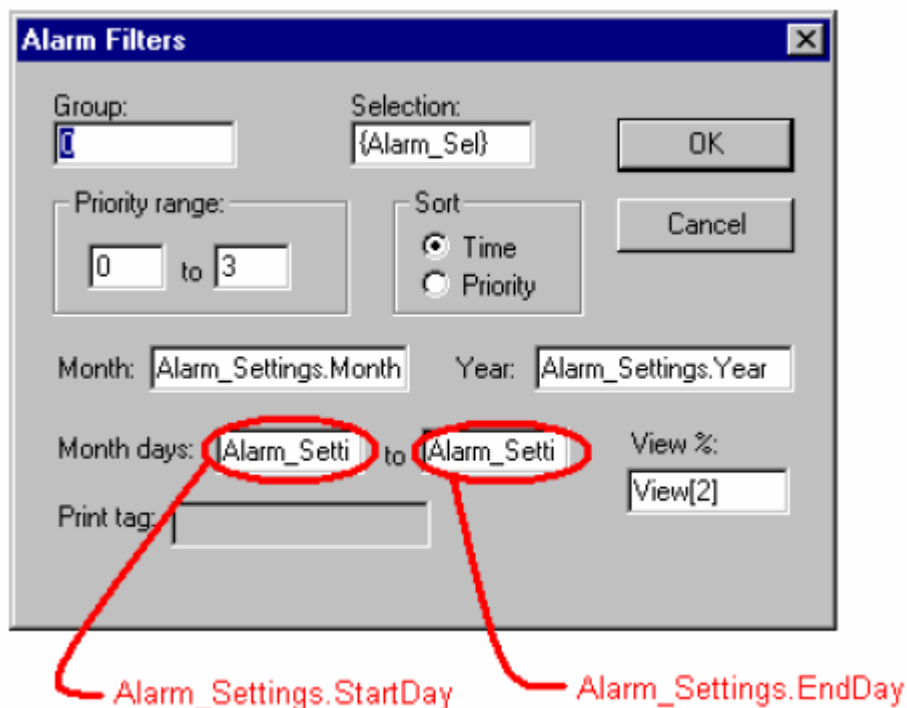 Alarm Filters
Group:
0
Selection:
{Alarm_Sel}
OK
Priority range:
0 to 3
Sort
Time
Priority
Cancel
Month: Alarm_Settings.Month
Year: Alarm_Settings.Year
Month days: Alarm_Setti to Alarm_Setti
View %:
View[2]
Print tag:
Alarm_Settings.StartDay
Alarm_Settings.EndDay